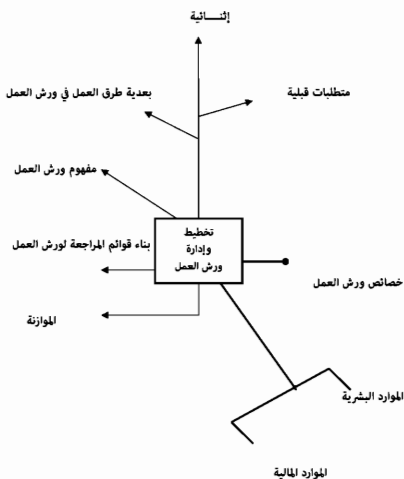 إثنــــائية
متطلبات قبلية
بعدية طرق العمل في ورش العمل
مفهوم ورش العمل
تخطيط
وإدارة
ورش العمل
بناء قوائم المراجعة لورش العمل
خصائص ورش العمل
الموازنة
الموارد البشرية
الموارد المالية